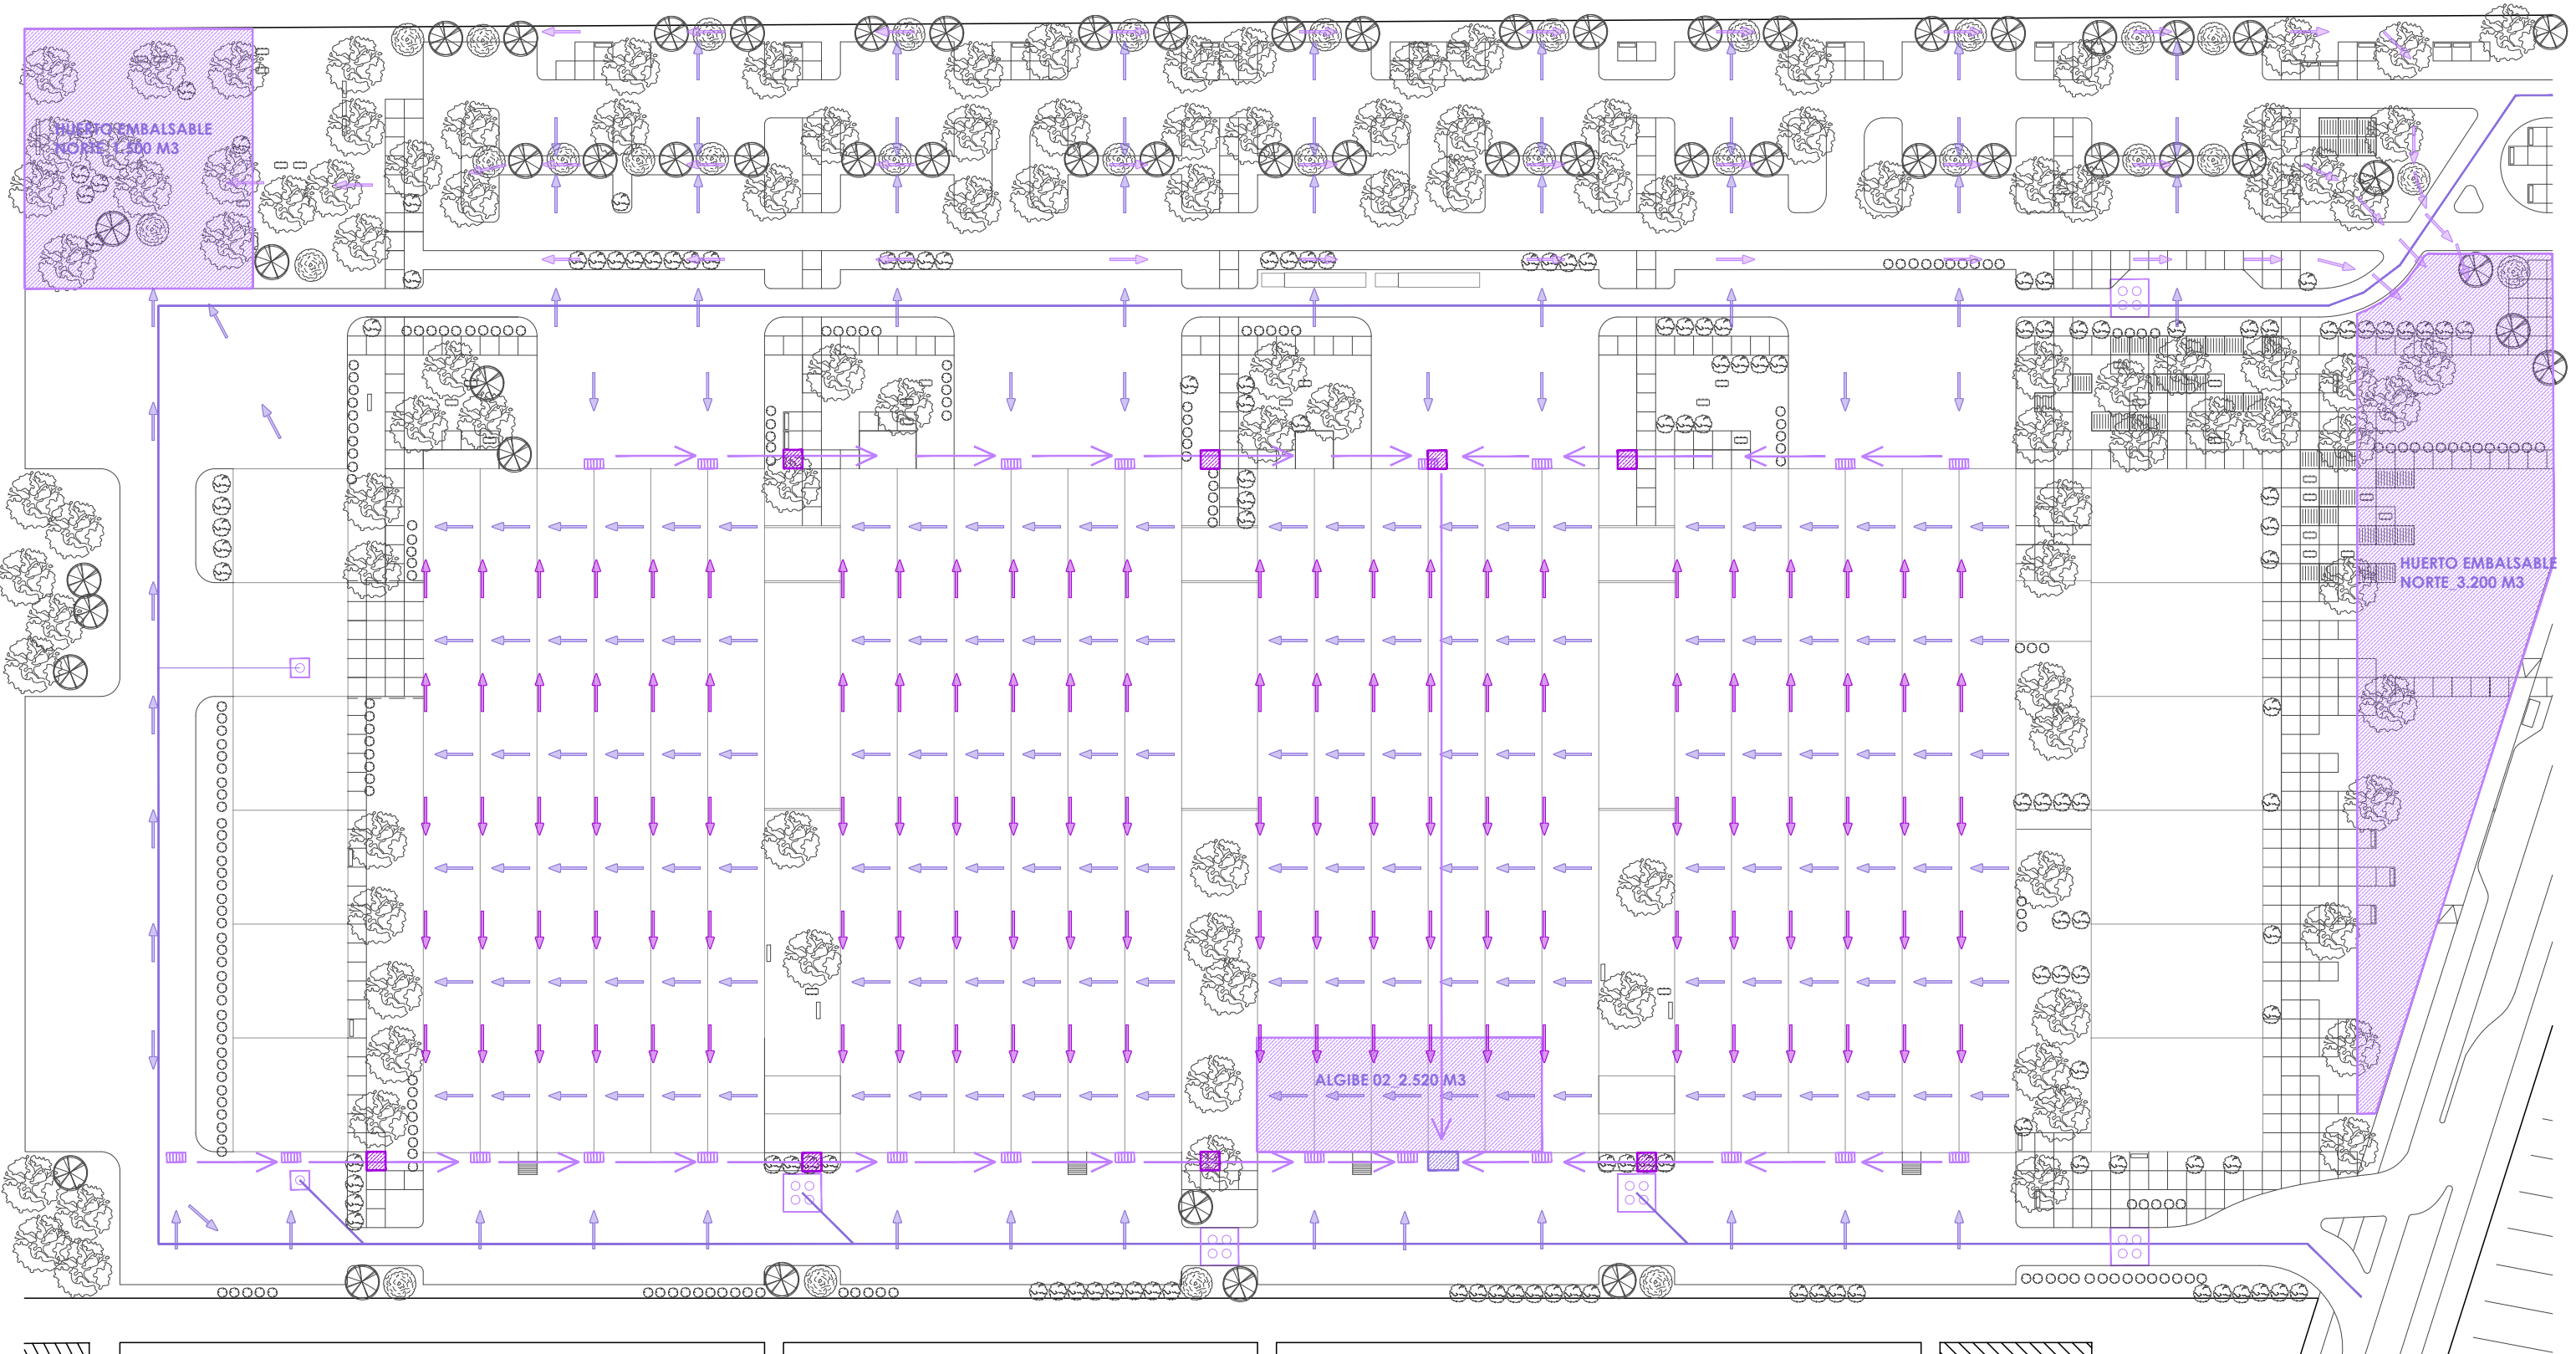 HUERTO EMBALSABLE
NORTE_1.500 M3
HUERTO EMBALSABLE
NORTE_3.200 M3
ALGIBE 02_2.520 M3